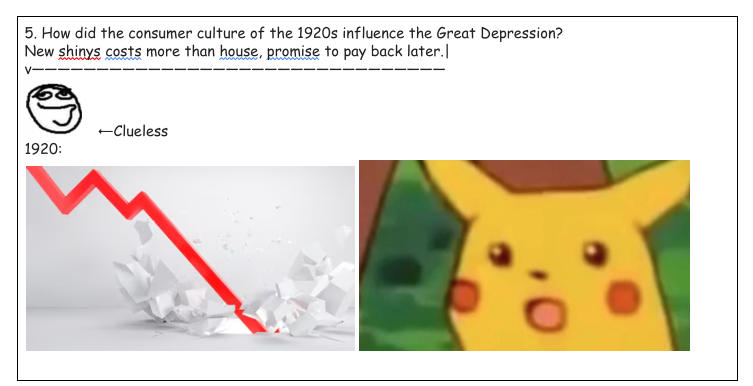 5. How did the consumer culture of the 1920s influence the Great Depression?
New shinys costs more than house, promise to pay back later.
v————————————————————————————————
←Clueless
1920: